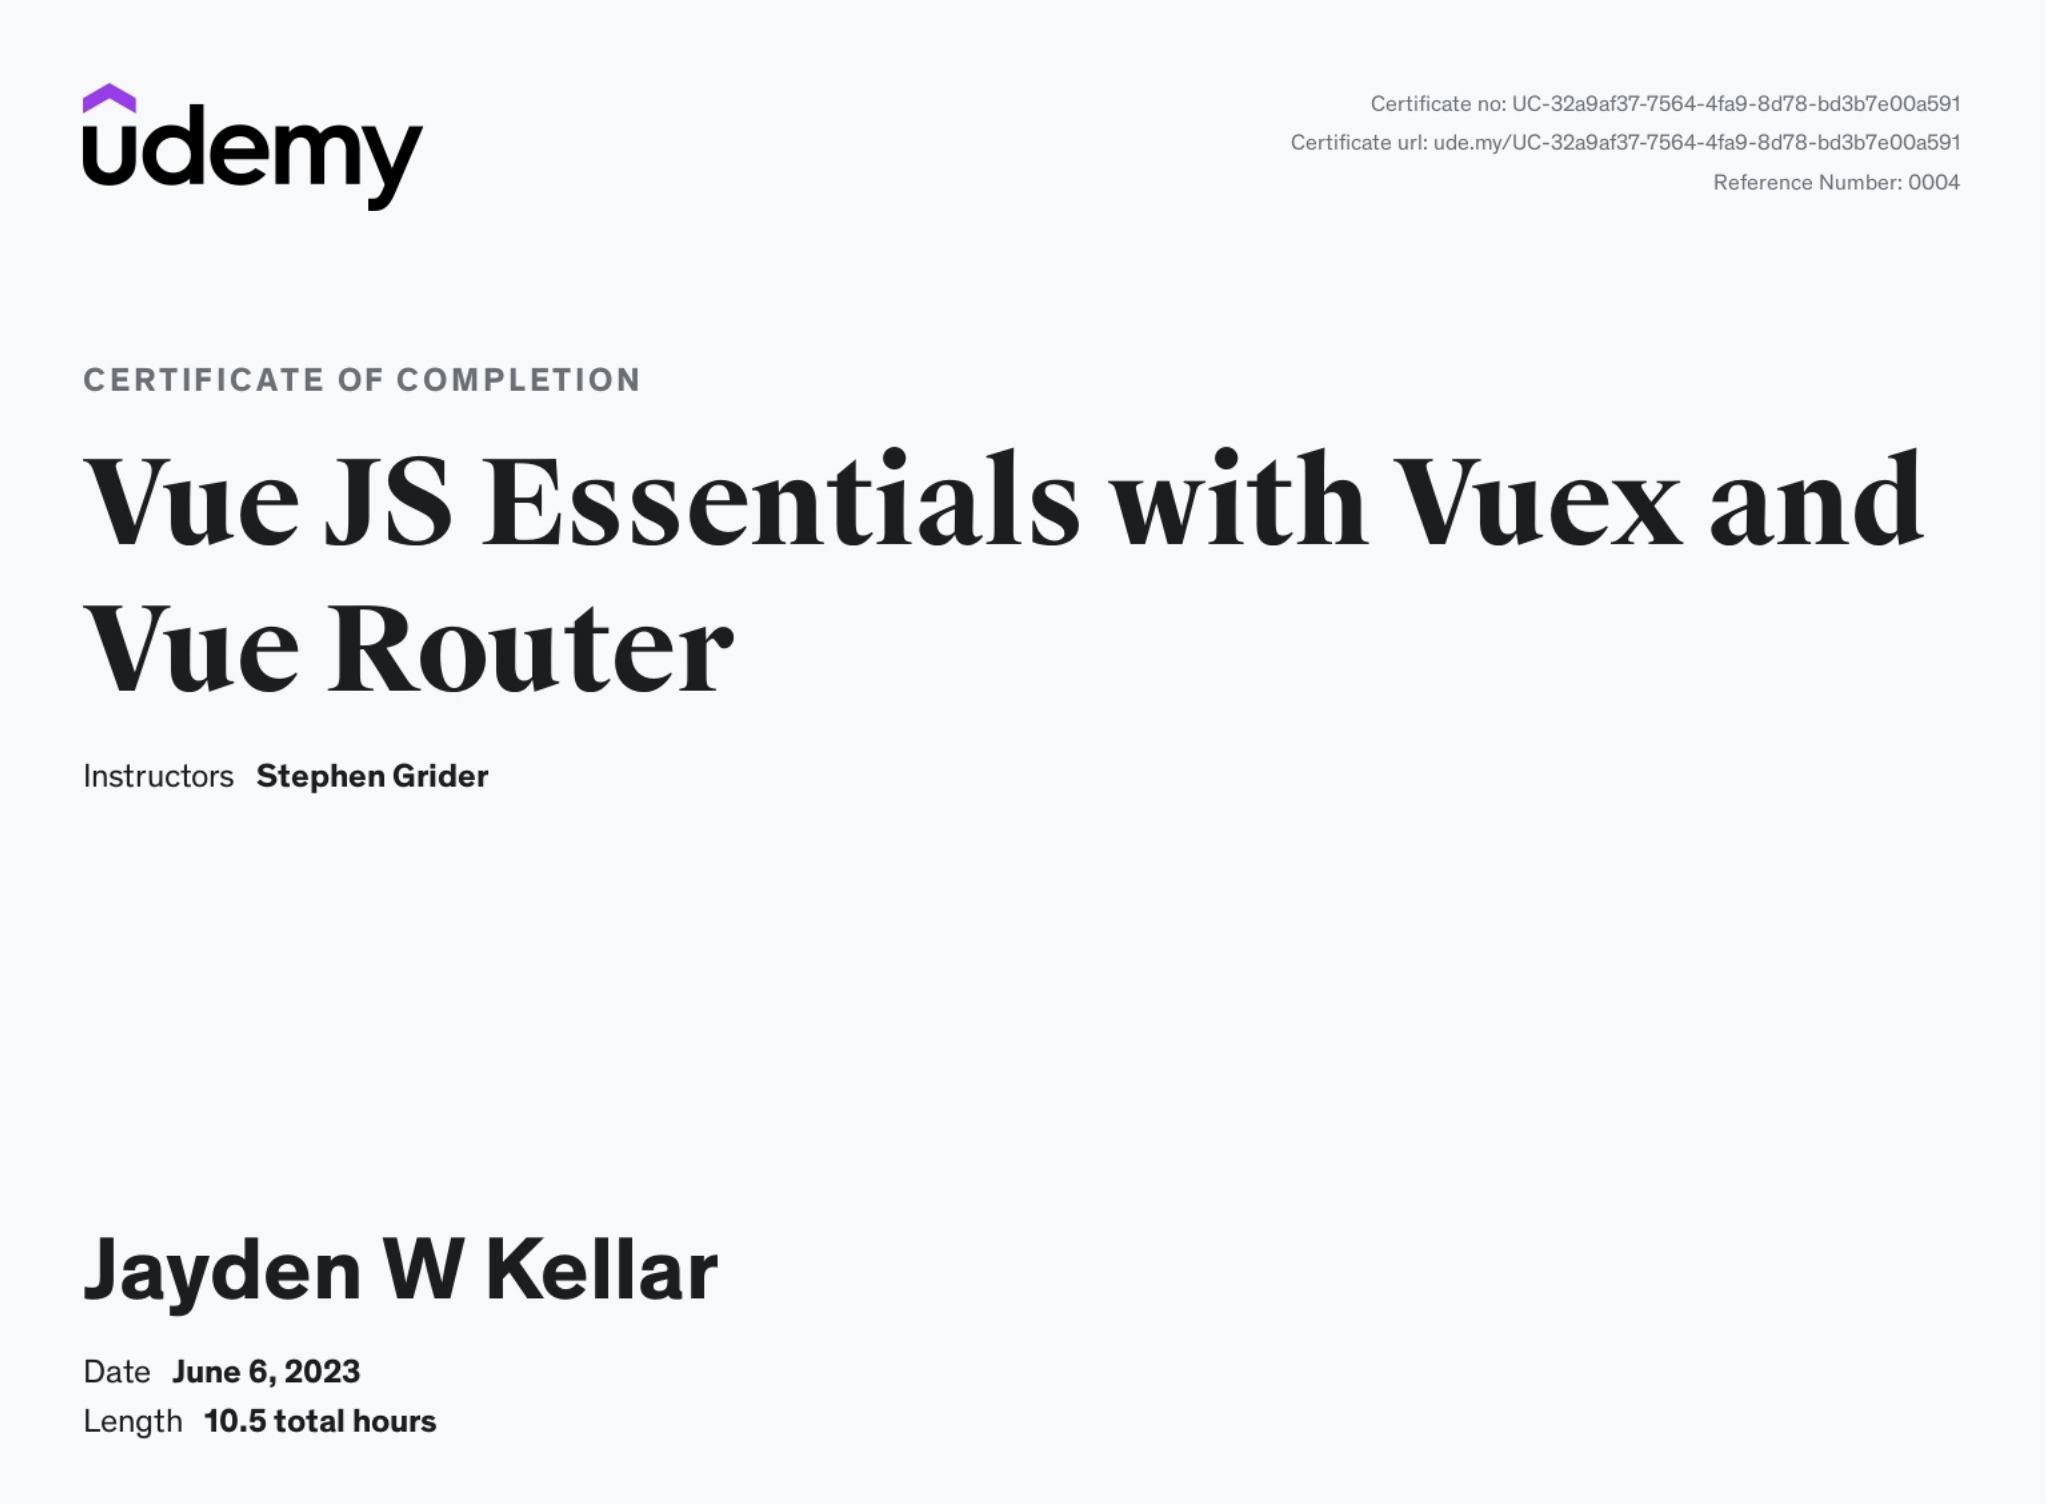 udemy
Certificate no: UC-32a9af37-7564-4fa9-8d78-bd3b7e00a591
Certificate url: ude.my/UC-32a9af37-7564-4fa9-8d78-bd3b7e00a591
Reference Number: 0004
CERTIFICATE OF COMPLETION
Vue JS Essentials with Vuex and
Vue Router
Instructors Stephen Grider
Jayden W Kellar
Date June 6, 2023
Length 10.5 total hours